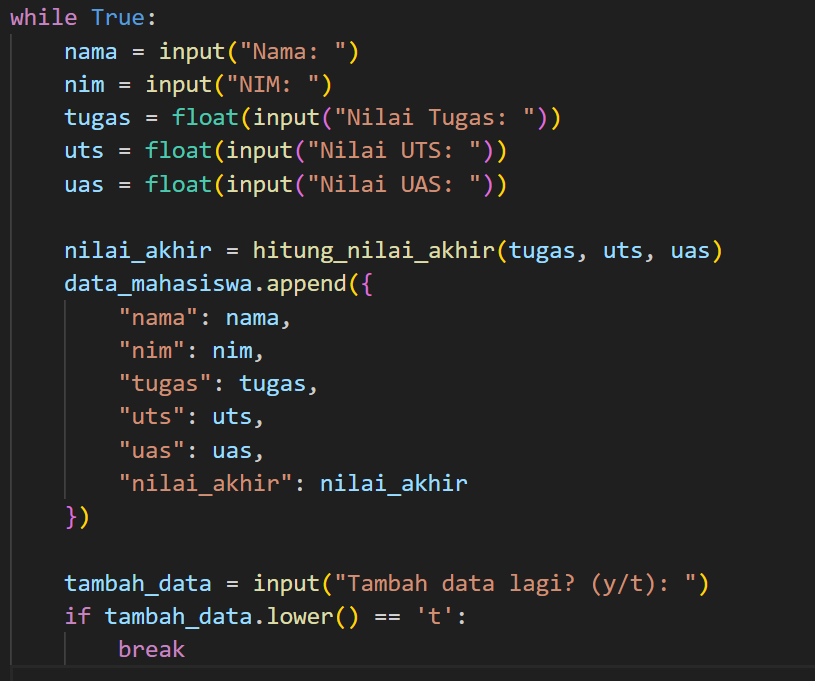 while True:
    nama = input("Nama: ")
    nim = input("NIM: ")
    tugas = float(input("Nilai Tugas: "))
    uts = float(input("Nilai UTS: "))
    uas = float(input("Nilai UAS: "))

    nilai_akhir = hitung_nilai_akhir(tugas, uts, uas)
    data_mahasiswa.append({
        "nama": nama,
        "nim": nim,
        "tugas": tugas,
        "uts": uts,
        "uas": uas,
        "nilai_akhir": nilai_akhir
    })

    tambah_data = input("Tambah data lagi? (y/t): ")
    if tambah_data.lower() == 't':
        break